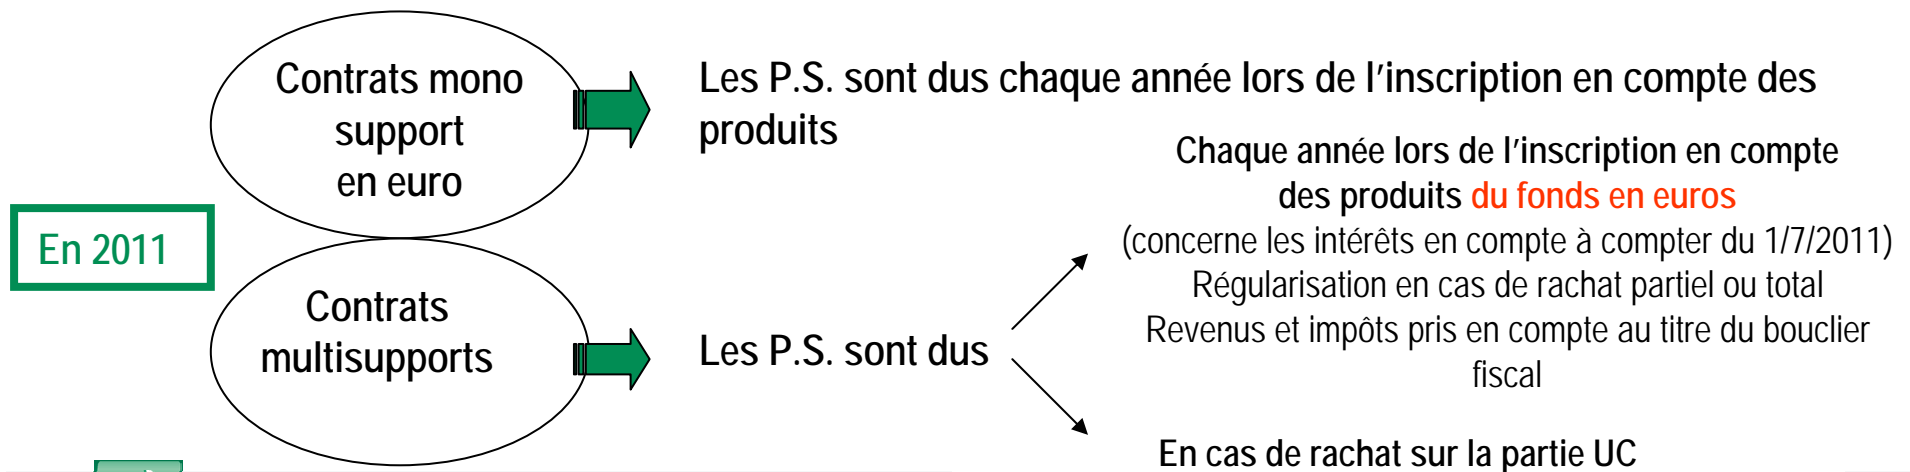 En 2011
Contrats mono
support
en euro
Les P.S. sont dus chaque année lors de l’inscription en compte des
produits
Contrats
multisupports
Les P.S. sont dus
Chaque année lors de l’inscription en compte
des produits du fonds en euros
(concerne les intérêts en compte à compter du 1/7/2011)
Régularisation en cas de rachat partiel ou total
Revenus et impôts pris en compte au titre du bouclier
fiscal
En cas de rachat sur la partie UC